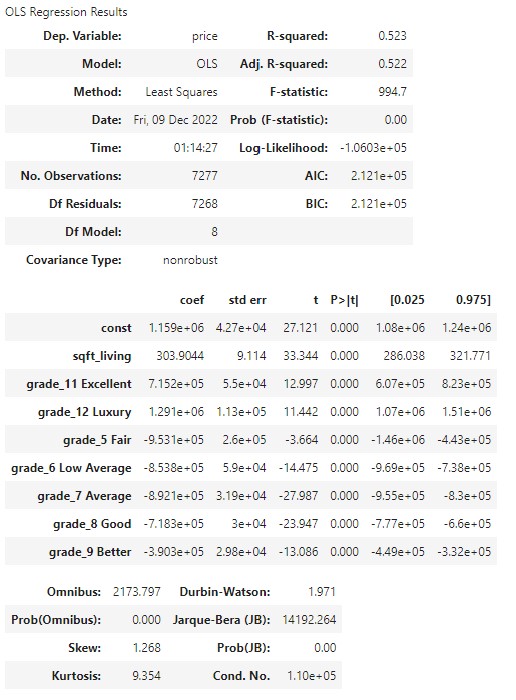 OLS Regression Results
Dep. Variable: price R-squared: 0.523
Model: OLS Adj. R-squared: 0.522
Method: Least Squares F-statistic: 994.7
Date: Fri, 09 Dec 2022 Prob (F-statistic): 0.00
Time: 01:14:27 Log-Likelihood: -1.0603e+05
No. Observations: 7277 AIC: 2.121e+05
Df Residuals: 7268 BIC: 2.121e+05
Df Model: 8
Covariance Type: nonrobust
coef std err t P>|t| [0.025 0.975]
const 1.159e+06 4.27e+04 27.121 0.000 1.08e+06 1.24e+06
sqft_living 303.9044 9.114 33.344 0.000 286.038 321.771
grade_11 Excellent 7.152e+05 5.5e+04 12.997 0.000 6.07e+05 8.23e+05
grade_12 Luxury 1.291e+06 1.13e+05 11.442 0.000 1.07e+06 1.51e+06
grade_5 Fair -9.531e+05 2.6e+05 -3.664 0.000 -1.46e+06 -4.43e+05
grade_6 Low Average -8.538e+05 5.9e+04 -14.475 0.000 -9.69e+05 -7.38e+05
grade_7 Average -8.921e+05 3.19e+04 -27.987 0.000 -9.55e+05 -8.3e+05
grade_8 Good -7.183e+05 3e+04 -23.947 0.000 -7.77e+05 -6.6e+05
grade_9 Better -3.903e+05 2.98e+04 -13.086 0.000 -4.49e+05 -3.32e+05
Omnibus: 2173.797 Durbin-Watson: 1.971
Prob(Omnibus): 0.000 Jarque-Bera (JB): 14192.264
Skew: 1.268 Prob(JB): 0.00
Kurtosis: 9.354 Cond. No. 1.10e+05